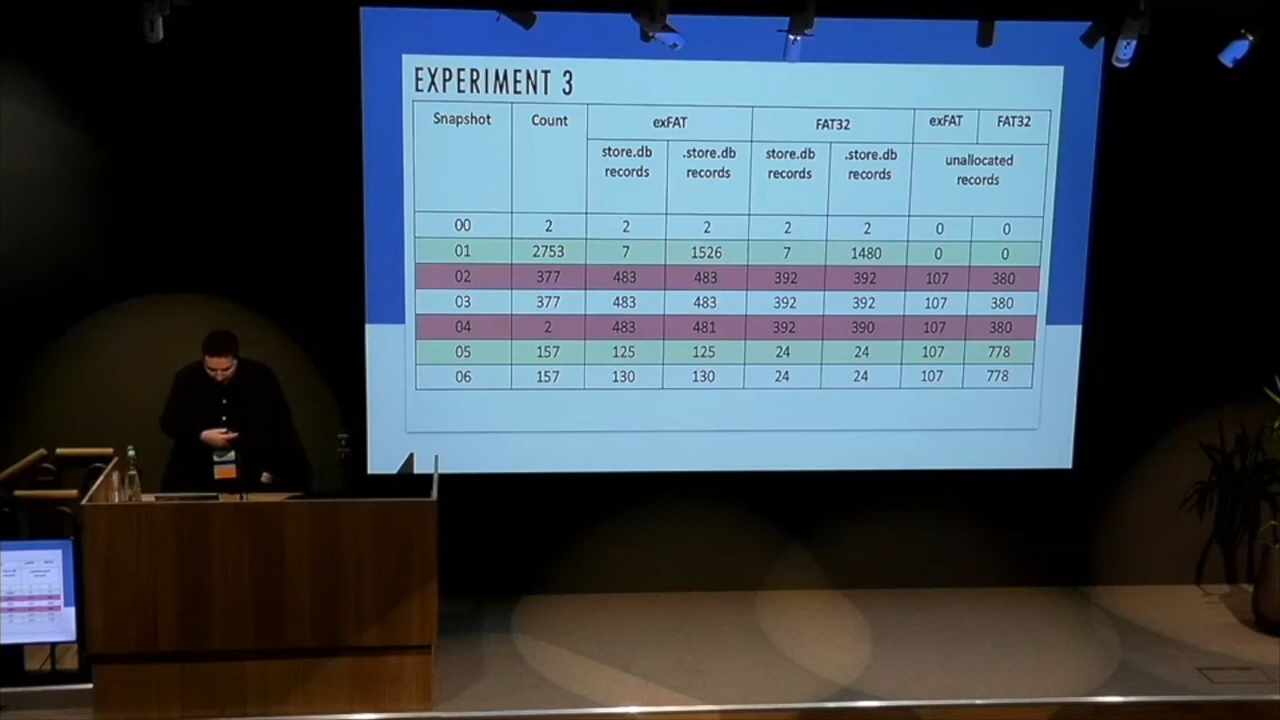 EXPERIMENT 3
Snapshot Count exFAT FAT32 exFAT FAT32
store.db records .store.db records store.db records .store.db records unallocated records
00 2 2 2 2 2 0 0
01 2753 7 1526 7 1480 0 0
02 377 483 483 392 392 107 380
03 377 483 483 392 392 107 380
04 2 483 481 392 390 107 380
05 157 125 125 24 24 107 778
06 157 130 130 24 24 107 778